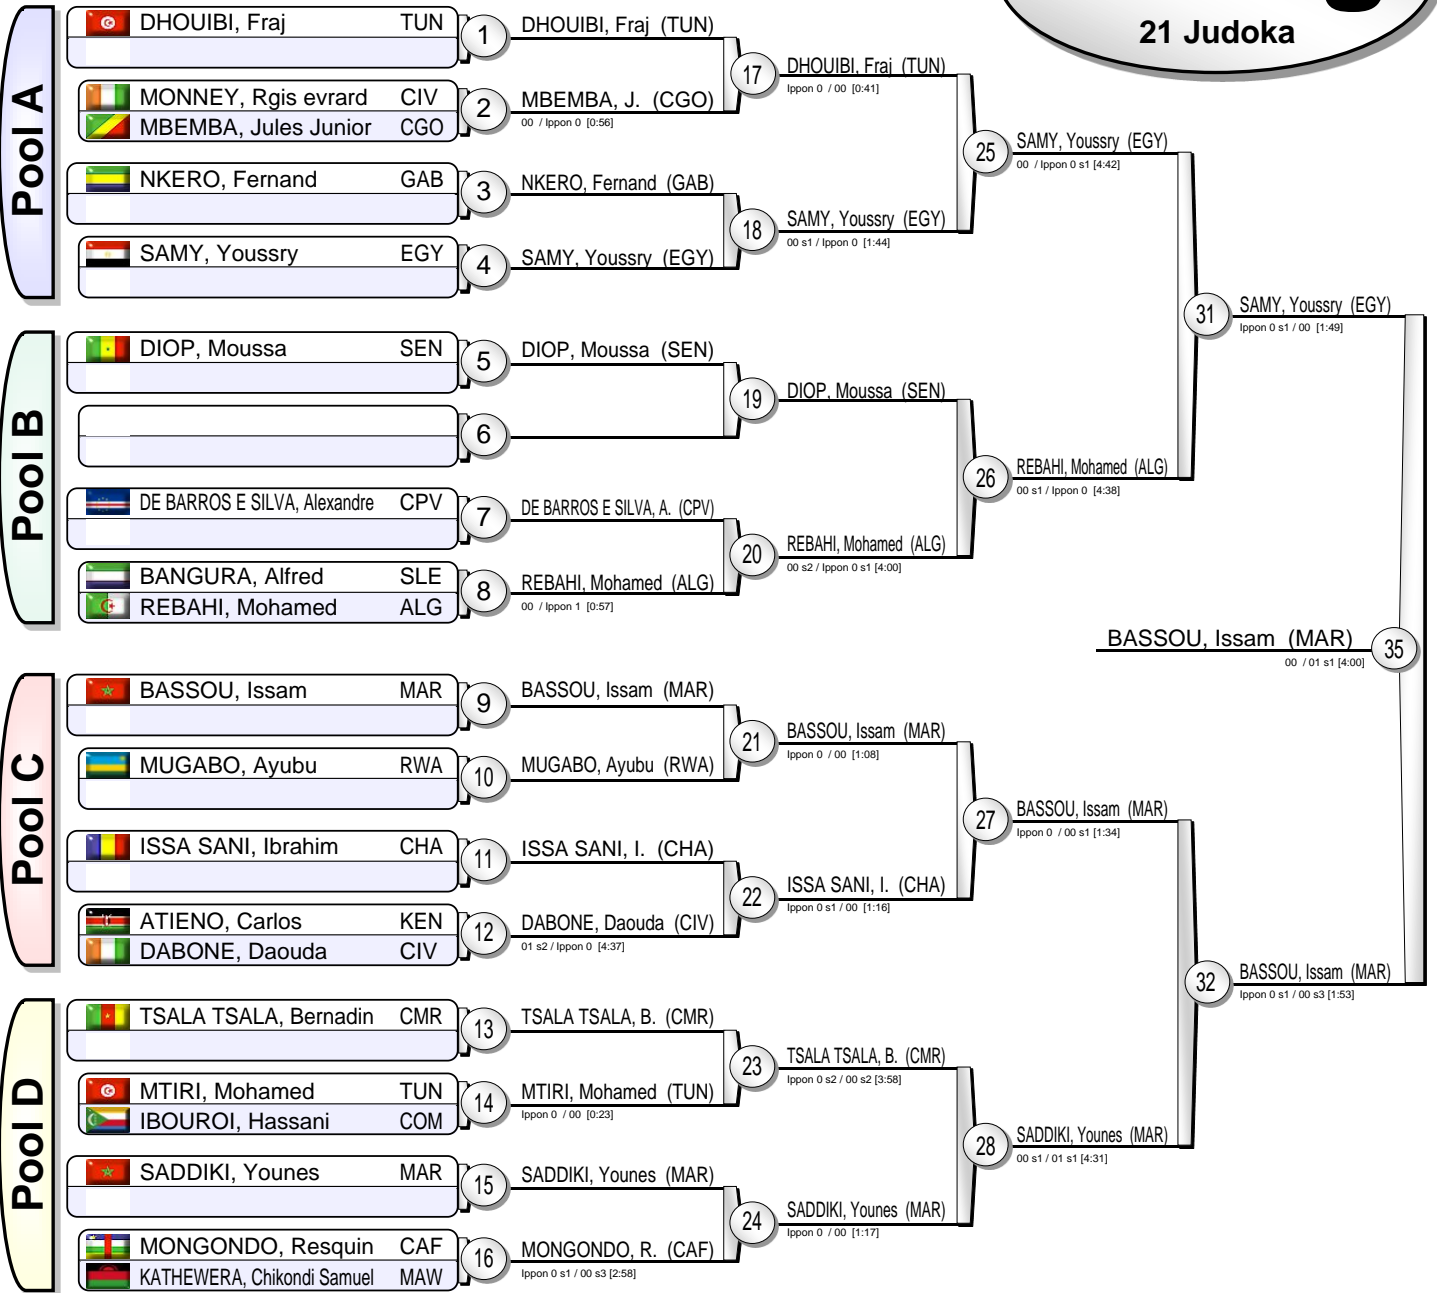 21 Judoka
Pool A
DHOUIBI, Fraj TUN
1
DHOUIBI, Fraj (TUN)
MONNEY, Rgis evrard CIV
MBEMBA, Jules Junior CGO
2
MBEMBA, J. (CGO)
00 / Ippon 0 [0:56]
17
DHOUIBI, Fraj (TUN)
Ippon 0 / 00 [0:41]
NKERO, Fernand GAB
3
NKERO, Fernand (GAB)
SAMY, Youssry EGY
4
SAMY, Youssry (EGY)
18
SAMY, Youssry (EGY)
00 s1 / Ippon 0 [1:44]
25
SAMY, Youssry (EGY)
00 / Ippon 0 s1 [4:42]
Pool B
DIOP, Moussa SEN
5
DIOP, Moussa (SEN)
6
19
DIOP, Moussa (SEN)
DE BARROS E SILVA, Alexandre CPV
7
DE BARROS E SILVA, A. (CPV)
BANGURA, Alfred SLE
REBAHI, Mohamed ALG
8
REBAHI, Mohamed (ALG)
00 / Ippon 1 [0:57]
20
REBAHI, Mohamed (ALG)
00 s2 / Ippon 0 s1 [4:00]
26
REBAHI, Mohamed (ALG)
00 s1 / Ippon 0 [4:38]
31
SAMY, Youssry (EGY)
Ippon 0 s1 / 00 [1:49]
BASSOU, Issam (MAR)
00 / 01 s1 [4:00]
35
Pool C
BASSOU, Issam MAR
9
BASSOU, Issam (MAR)
MUGABO, Ayubu RWA
10
MUGABO, Ayubu (RWA)
21
BASSOU, Issam (MAR)
Ippon 0 / 00 [1:08]
ISSA SANI, Ibrahim CHA
11
ISSA SANI, I. (CHA)
ATIENO, Carlos KEN
DABONE, Daouda CIV
12
DABONE, Daouda (CIV)
01 s2 / Ippon 0 [4:37]
22
ISSA SANI, I. (CHA)
Ippon 0 s1 / 00 [1:16]
27
BASSOU, Issam (MAR)
Ippon 0 / 00 s1 [1:34]
Pool D
TSALA TSALA, Bernadin CMR
13
TSALA TSALA, B. (CMR)
MTIRI, Mohamed TUN
IBOUROI, Hassani COM
14
MTIRI, Mohamed (TUN)
Ippon 0 / 00 [0:23]
23
TSALA TSALA, B. (CMR)
Ippon 0 s2 / 00 s2 [3:58]
SADDIKI, Younes MAR
15
SADDIKI, Younes (MAR)
MONGONDO, Resquin CAF
KATHEWERA, Chikondi Samuel MAW
16
MONGONDO, R. (CAF)
Ippon 0 s1 / 00 s3 [2:58]
24
SADDIKI, Younes (MAR)
Ippon 0 / 00 [1:17]
28
SADDIKI, Younes (MAR)
00 s1 / 01 s1 [4:31]
32
BASSOU, Issam (MAR)
Ippon 0 s1 / 00 s3 [1:53]